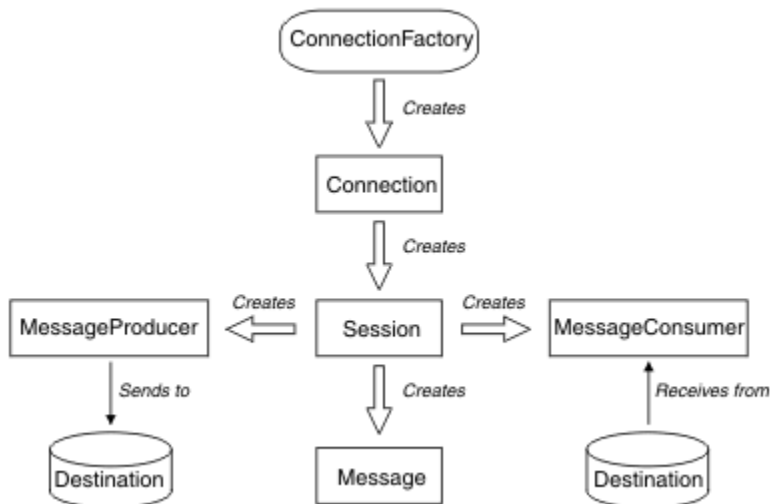 ConnectionFactory
Creates
Connection
Creates
Creates
Creates
MessageProducer
Session
MessageConsumer
Sends to
Creates
Receives from
Destination
Message
Destination